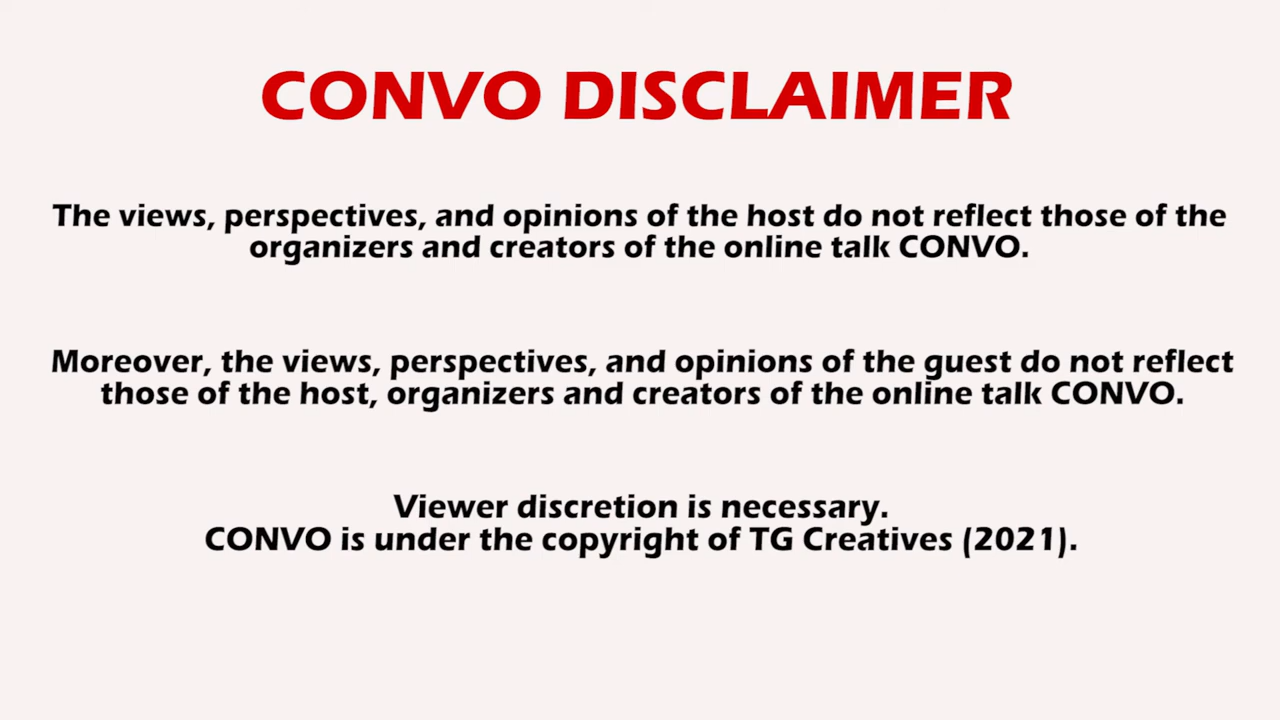 CONVO DISCLAIMER
The views, perspectives, and opinions of the host do not reflect those of the
organizers and creators of the online talk CONVO.
Moreover, the views, perspectives, and opinions of the guest do not reflect
those of the host, organizers and creators of the online talk CONVO.
Viewer discretion is necessary.
CONVO is under the copyright of TG Creatives (2021).